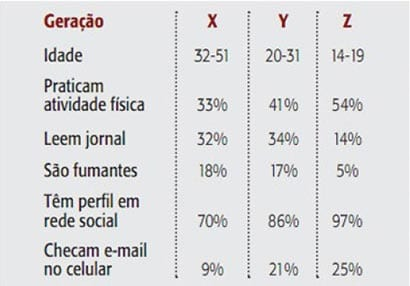 Geração X Y Z
Idade 32-51 20-31 14-19
Praticam
atividade física 33% 41% 54%
Leem jornal 32% 34% 14%
São fumantes 18% 17% 5%
Têm perfil em
rede social 70% 86% 97%
Checam e-mail
no celular 9% 21% 25%